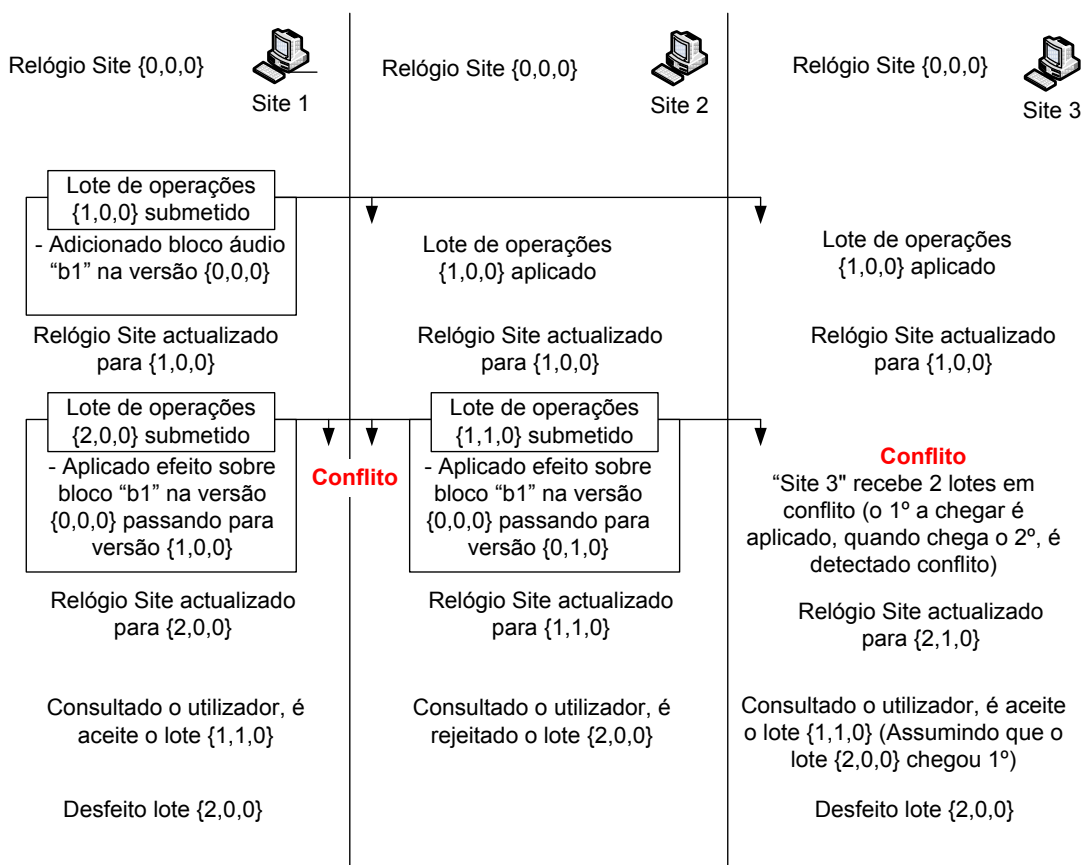 Relógio Site {0,0,0}
Site 1
Relógio Site {0,0,0}
Site 2
Relógio Site {0,0,0}
Site 3
Lote de operações
{1,0,0} submetido
- Adicionado bloco áudio
“b1” na versão {0,0,0}
Lote de operações
{1,0,0} aplicado
Lote de operações
{1,0,0} aplicado
Relógio Site actualizado
para {1,0,0}
Relógio Site actualizado
para {1,0,0}
Relógio Site actualizado
para {1,0,0}
Lote de operações
{2,0,0} submetido
- Aplicado efeito sobre
bloco “b1” na versão
{0,0,0} passando para
versão {1,0,0}
Conflito
Lote de operações
{1,1,0} submetido
- Aplicado efeito sobre
bloco “b1” na versão
{0,0,0} passando para
versão {0,1,0}
Conflito
“Site 3" recebe 2 lotes em
conflito (o 1º a chegar é
aplicado, quando chega o 2º, é
detectado conflito)
Relógio Site actualizado
para {2,0,0}
Relógio Site actualizado
para {1,1,0}
Relógio Site actualizado
para {2,1,0}
Consultado o utilizador, é
aceite o lote {1,1,0}
Consultado o utilizador, é
rejeitado o lote {2,0,0}
Consultado o utilizador, é aceite
o lote {1,1,0} (Assumindo que o
lote {2,0,0} chegou 1º)
Desfeito lote {2,0,0}
Desfeito lote {2,0,0}